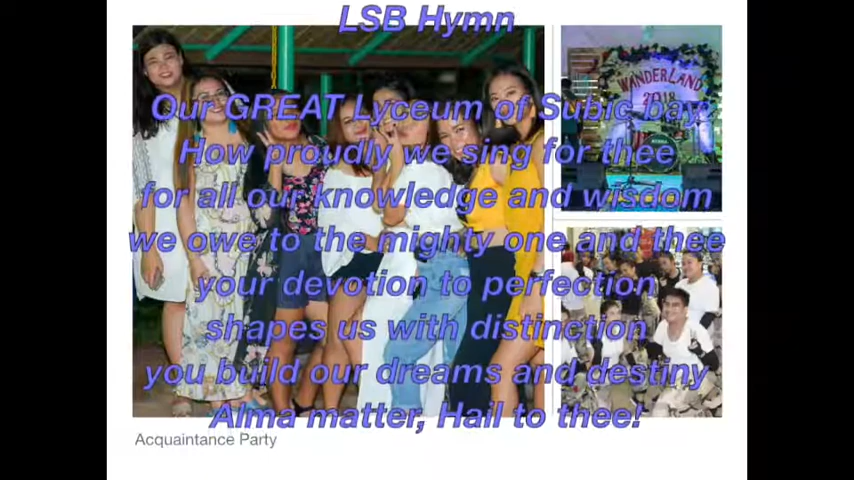 LSB Hymn
Our GREAT Lyceum of Subic bay,
How proudly we sing for thee
for all our knowledge and wisdom
we owe to the mighty one and thee
your devotion to perfection
shapes us with distinction
you build our dreams and destiny
Alma matter, Hail to thee!
WANDERLAND
2018
Acquaintance Party